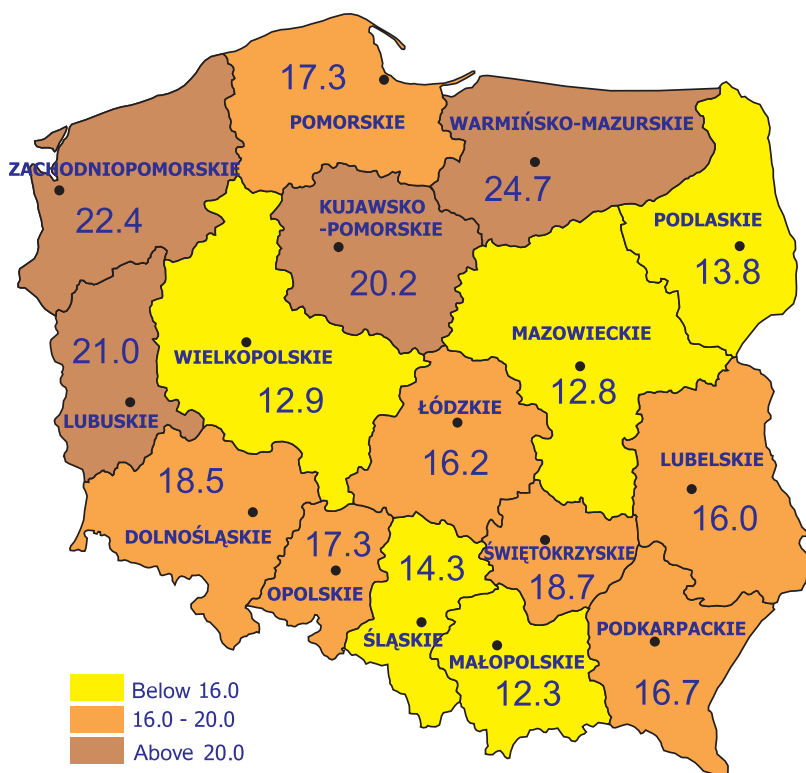 17.3
POMORSKIE
WARMIŃSKO-MAZURSKIE
24.7
ZACHODNIOPOMORSKIE
22.4
KUJAWSKO
-POMORSKIE
20.2
PODLASKIE
13.8
21.0
LUBUSKIE
WIELKOPOLSKIE
12.9
MAZOWIECKIE
12.8
ŁÓDZKIE
16.2
LUBELSKIE
16.0
18.5
DOLNOŚLĄSKIE
17.3
OPOLSKIE
14.3
ŚLĄSKIE
ŚWIĘTOKRZYSKIE
18.7
MAŁOPOLSKIE
12.3
PODKARPACKIE
16.7
Below 16.0
16.0 - 20.0
Above 20.0